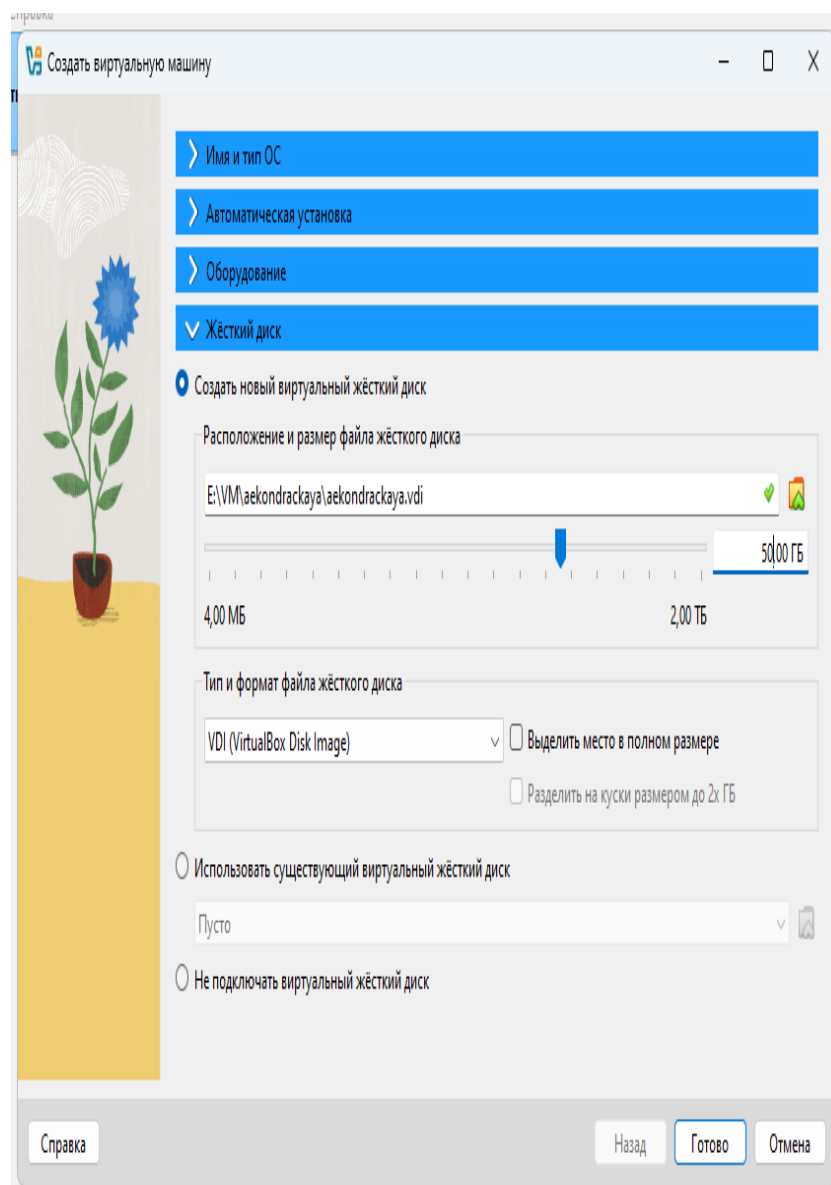 Справка
Создать виртуальную машину
Имя и тип ОС
Автоматическая установка
Оборудование
Жёсткий диск
Создать новый виртуальный жёсткий диск
Расположение и размер файла жёсткого диска
E:\VM\aekondrackaya\aekondrackaya.vdi
50,00 ГБ
4,00 МБ 2,00 ТБ
Тип и формат файла жёсткого диска
VDI (VirtualBox Disk Image) Выделить место в полном размере
Разделить на куски размером до 2х ГБ
Использовать существующий виртуальный жёсткий диск
Пусто
Не подключать виртуальный жёсткий диск
Справка Назад Готово Отмена